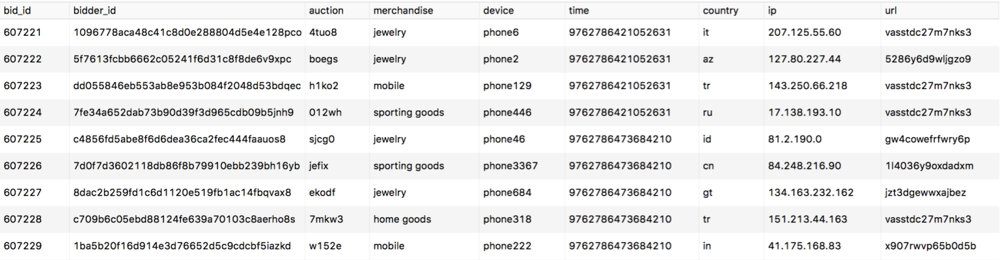 bid_id bidder_id auction merchandise device time country ip url
607221 1096778aca48c41c8d0e288804d5e4e128pco 4tuo8 jewelry phone6 9762786421052631 it 207.125.55.60 vasstdc27m7nks3
607222 5f7613fcbb6662c05241f6d31c8f8de6v9xpc boegs jewelry phone2 9762786421052631 az 127.80.227.44 5286y6d9wljgzo9
607223 dd055846eb553ab8e953b084f2048d53bdqec h1ko2 mobile phone129 9762786421052631 tr 143.250.66.218 vasstdc27m7nks3
607224 7fe34a652dab73b90d39f3d965cdb09b5jnh9 012wh sporting goods phone446 9762786421052631 ru 17.138.193.10 vasstdc27m7nks3
607225 c4856fd5abe8f6d6dea36ca2fec444faauos8 sjcg0 jewelry phone46 9762786473684210 id 81.2.190.0 gw4cowefrfwry6p
607226 7d0f7d3602118db86f8b79910ebb239bh16yb jefix sporting goods phone3367 9762786473684210 cn 84.248.216.90 1l4036y9oxdadxm
607227 8dac2b259fd1c6d1120e519fb1ac14fbqvax8 ekodf jewelry phone684 9762786473684210 gt 134.163.232.162 jzt3dgewwxajbez
607228 c709b6c05ebd88124fe639a70103c8aerho8s 7mkw3 home goods phone318 9762786473684210 tr 151.213.44.163 vasstdc27m7nks3
607229 1ba5b20f16d914e3d76652d5c9cdcbf5iazkd w152e mobile phone222 9762786473684210 in 41.175.168.83 x907rwvp65b0d5b